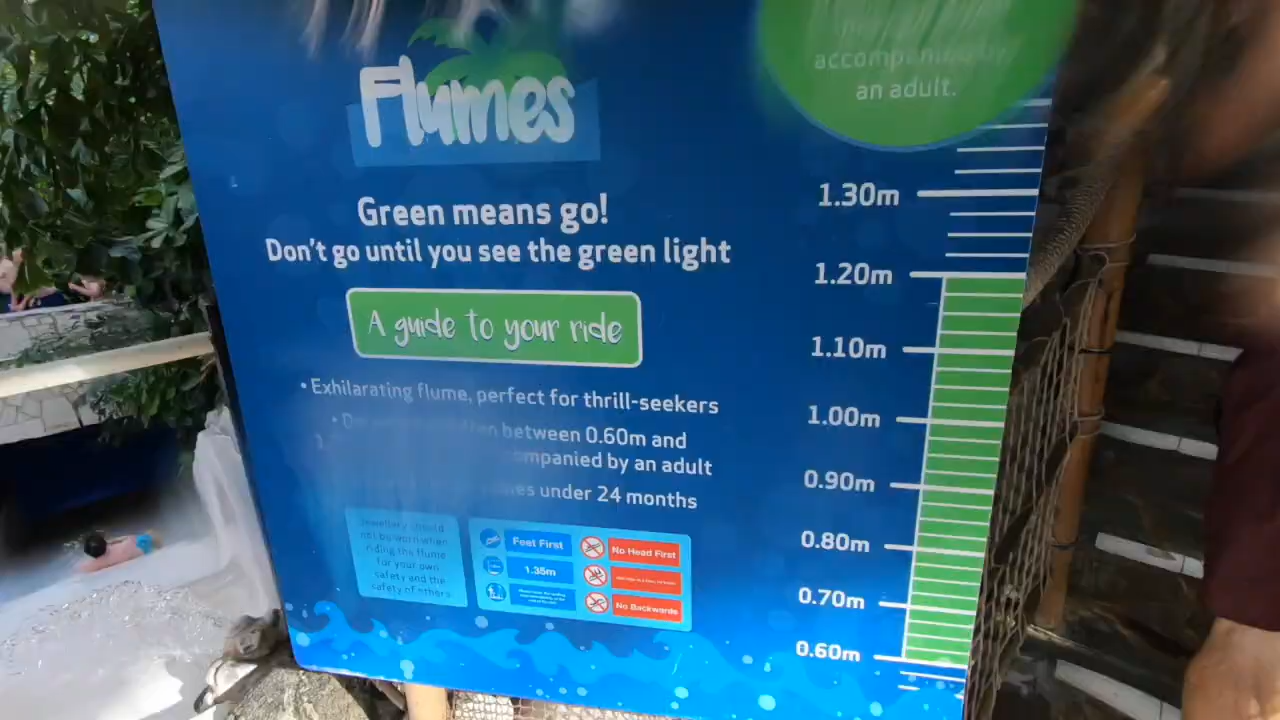 Flumes
Green means go!
Don't go until you see the green light
A guide to your ride
• Exhilarating flume, perfect for thrill-seekers
between 0.60m and
by an adult
under 24 months
Jewellery should
not be worn when
riding the flume
for your own
safety and the
safety of others
Feet First
1.35m
No Head First
No Backwards
accompanied by
an adult.
1.30m
1.20m
1.10m
1.00m
0.90m
0.80m
0.70m
0.60m